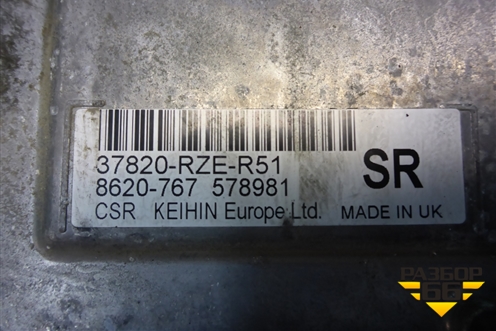 37820-RZE-R51
SR
8620-767 578981
CSR KEIHIN Europe Ltd. MADE IN UK
РАЗБОР
66